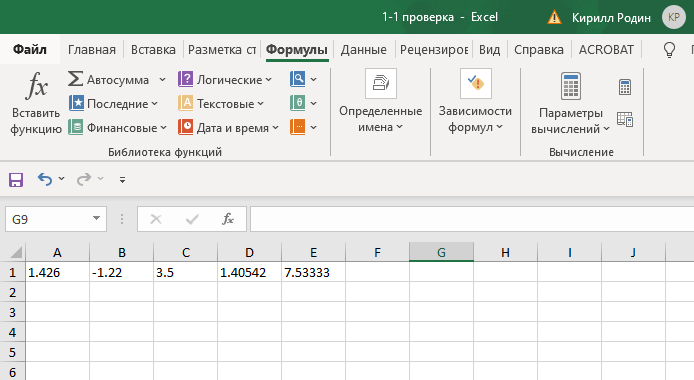 1-1 проверка - Excel
Кирилл Родин
КР
Файл Главная Вставка Разметка ст Формулы Данные Рецензирос Вид Справка ACROBAT
fx Σ Автосумма ? Логические
Вставить функцию
Последние A Текстовые θ
Финансовые Дата и время
Определенные имена
Зависимости формул
Параметры вычислений
Библиотека функций
Вычисление
G9 fx
A B C D E F G H I J
1 1.426 -1.22 3.5 1.40542 7.53333
2
3
4
5
6